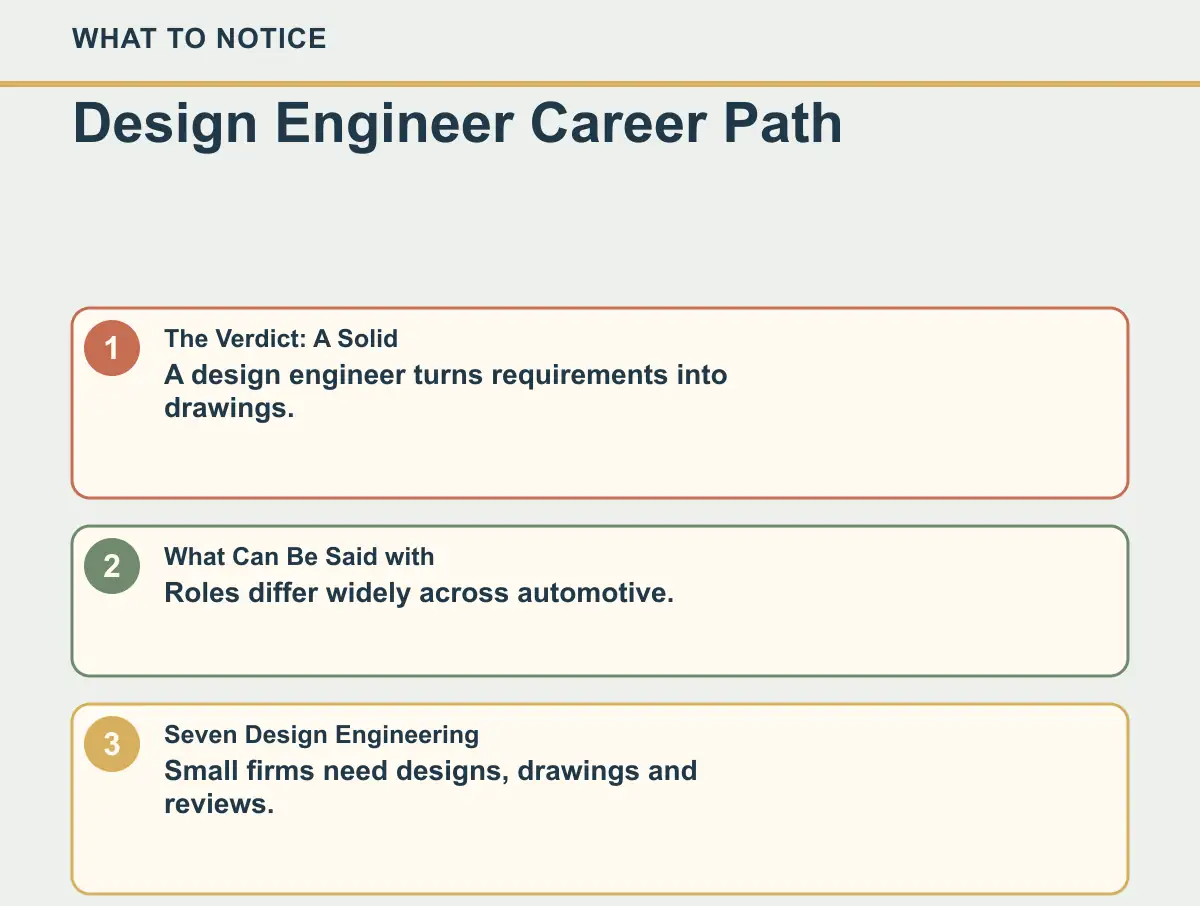 WHAT TO NOTICE
Design Engineer Career Path
1
The Verdict: A Solid
A design engineer turns requirements into
drawings.
2
What Can Be Said with
Roles differ widely across automotive.
3
Seven Design Engineering
Small firms need designs, drawings and
reviews.